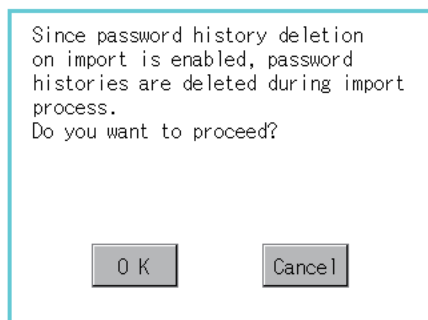 Since password history deletion
on import is enabled, password
histories are deleted during import
process.
Do you want to proceed?
O K
Cancel